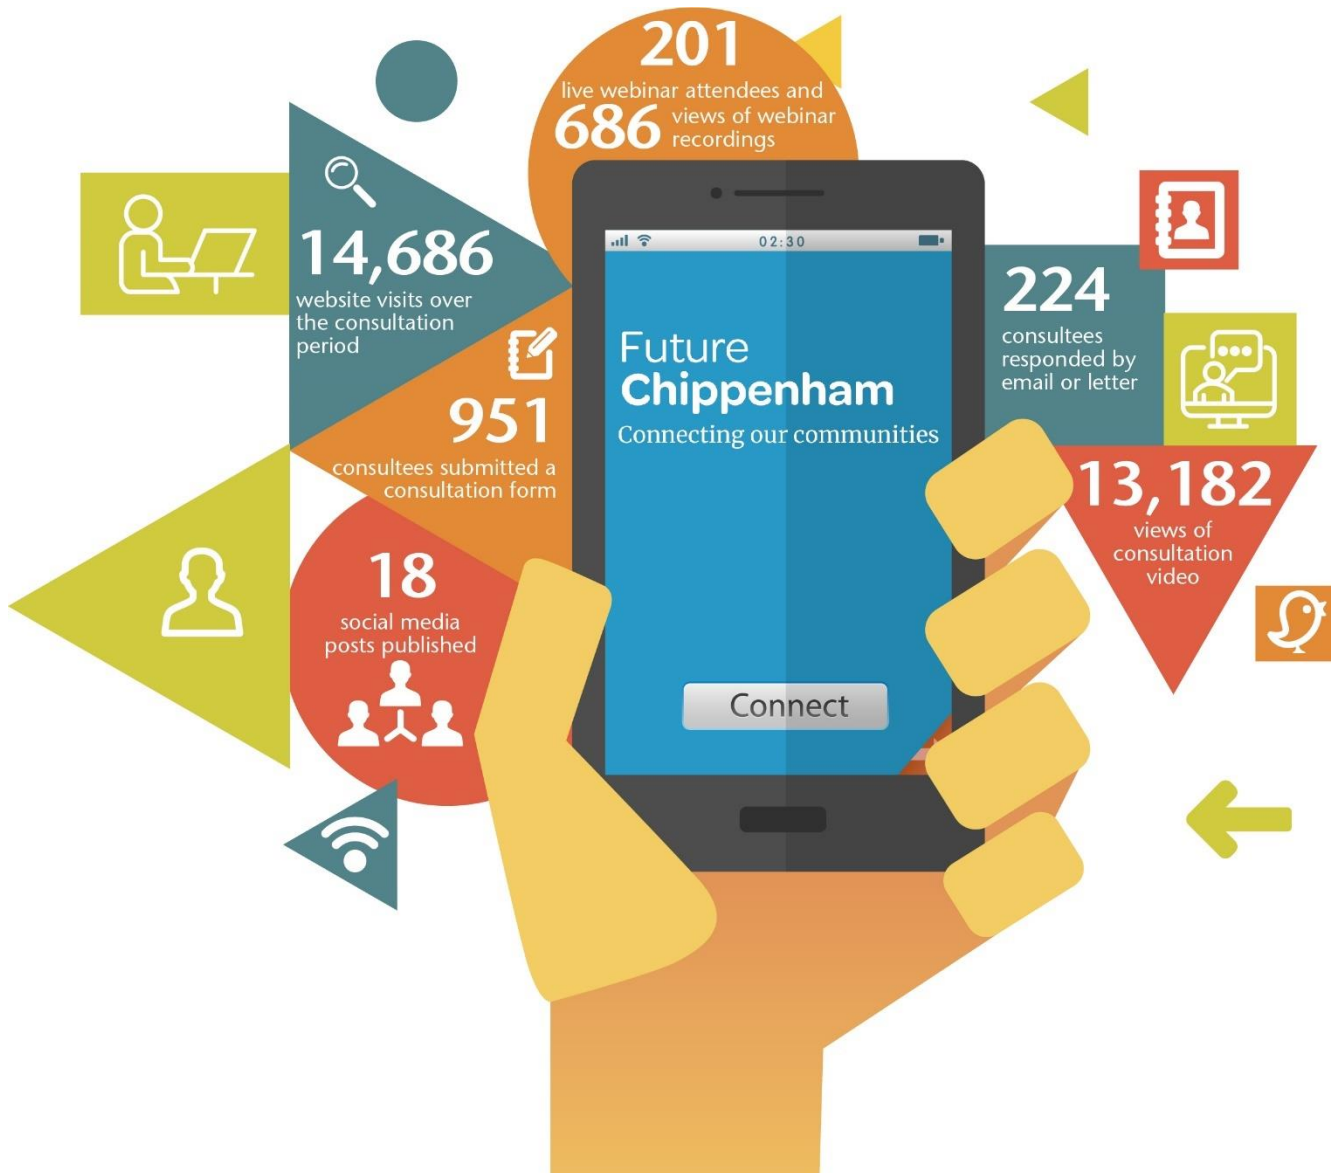 201
live webinar attendees and
686 views of webinar
recordings
14,686
website visits over
the consultation
period
951
consultees submitted a
consultation form
18
social media
posts published
02:30
Future
Chippenham
Connecting our communities
Connect
224
consultees
responded by
email or letter
13,182
views of
consultation
video